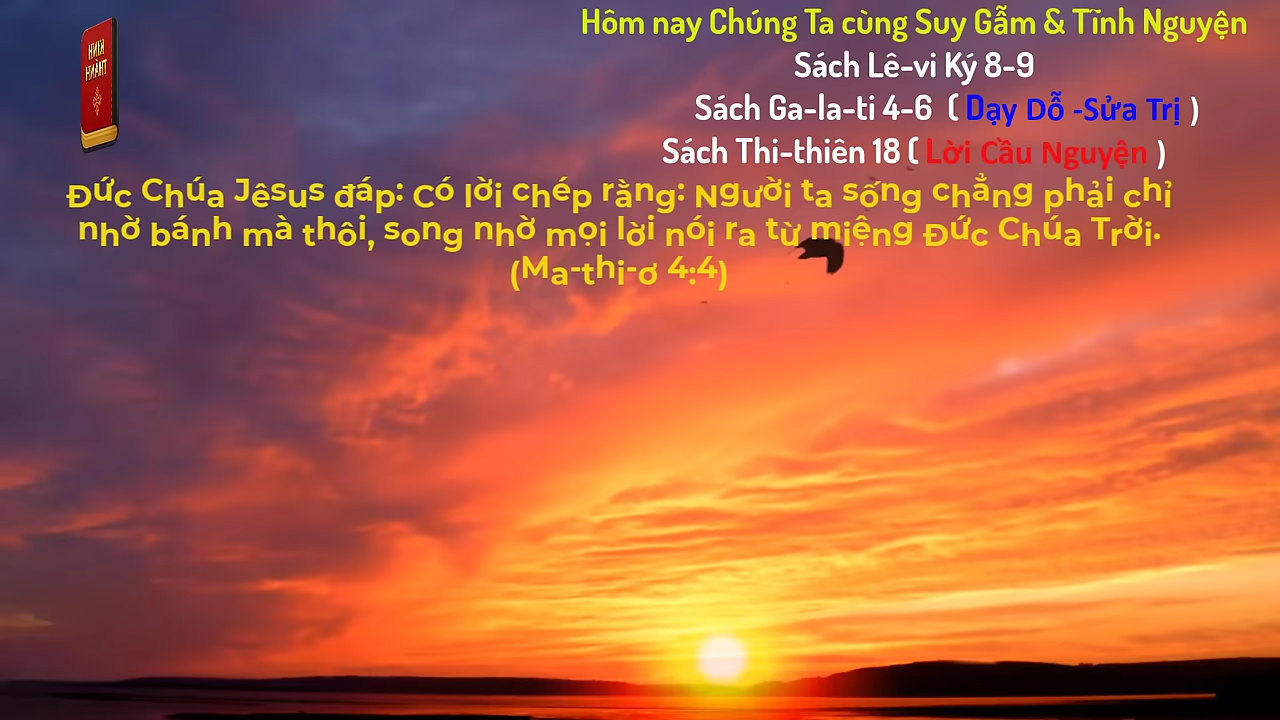 Hôm nay Chúng Ta cùng Suy Gẫm & Tĩnh Nguyện
Sách Lê-vi Ký 8-9
Sách Ga-la-ti 4-6 ( Dạy Dỗ -Sửa Trị )
Sách Thi-thiên 18 ( Lời Cầu Nguyện )
KINH
THÁNH
Đức Chúa Jêsus đáp: Có lời chép rằng: Người ta sống chẳng phải chỉ
nhờ bánh mà thôi, song nhờ mọi lời nói ra từ miệng Đức Chúa Trời.
(Ma-thi-ơ 4:4)